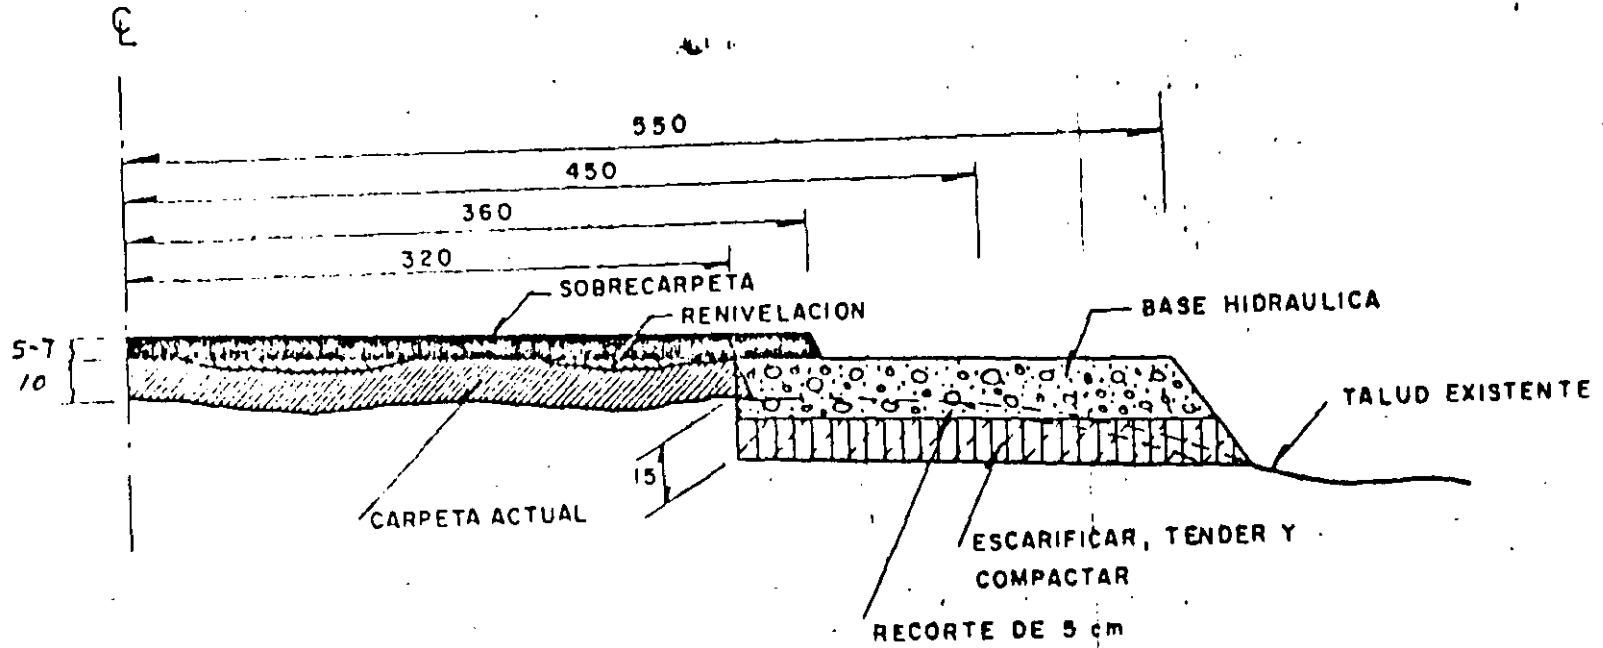 ℄
550
450
360
320
SOBRECARPETA
RENIVELACION
BASE HIDRAULICA
5-7
10
TALUD EXISTENTE
15
CARPETA ACTUAL
ESCARIFICAR, TENDER Y
COMPACTAR
RECORTE DE 5 cm